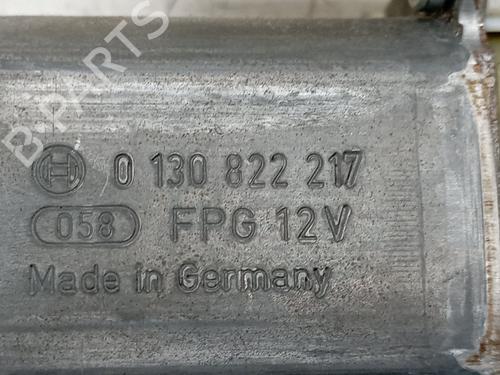 B-PARTS
0 130 822 217
058 FPG 12V
Made in Germany